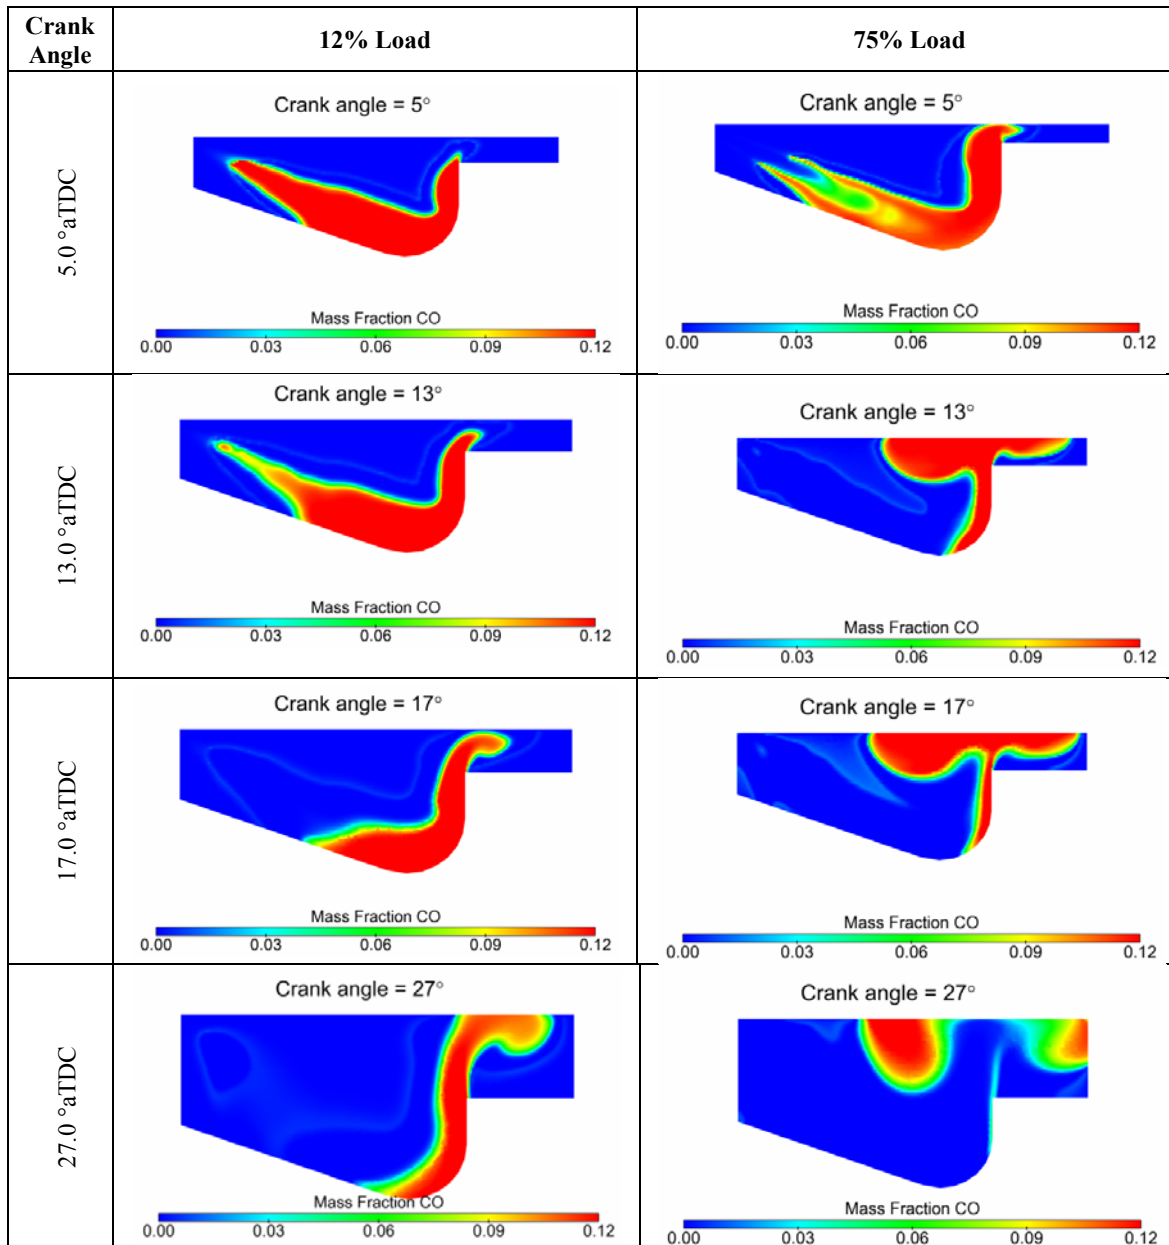 Crank
Angle
12% Load
75% Load
5.0 °aTDC
Crank angle = 5°
Mass Fraction CO
0.00 0.03 0.06 0.09 0.12
Crank angle = 5°
Mass Fraction CO
0.00 0.03 0.06 0.09 0.12
13.0 °aTDC
Crank angle = 13°
Mass Fraction CO
0.00 0.03 0.06 0.09 0.12
Crank angle = 13°
Mass Fraction CO
0.00 0.03 0.06 0.09 0.12
17.0 °aTDC
Crank angle = 17°
Mass Fraction CO
0.00 0.03 0.06 0.09 0.12
Crank angle = 17°
Mass Fraction CO
0.00 0.03 0.06 0.09 0.12
27.0 °aTDC
Crank angle = 27°
Mass Fraction CO
0.00 0.03 0.06 0.09 0.12
Crank angle = 27°
Mass Fraction CO
0.00 0.03 0.06 0.09 0.12